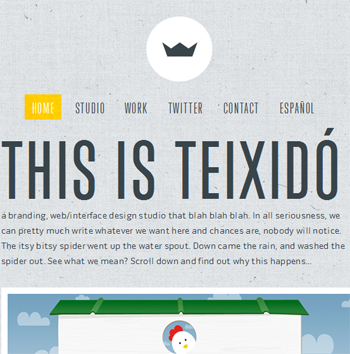 HOME STUDIO WORK TWITTER CONTACT ESPAÑOL
THIS IS TEIXIDÓ
a branding, web/interface design studio that blah blah blah. In all seriousness, we
can pretty much write whatever we want here and chances are, nobody will notice.
The itsy bitsy spider went up the water spout. Down came the rain, and washed the
spider out. See what we mean? Scroll down and find out why this happens...